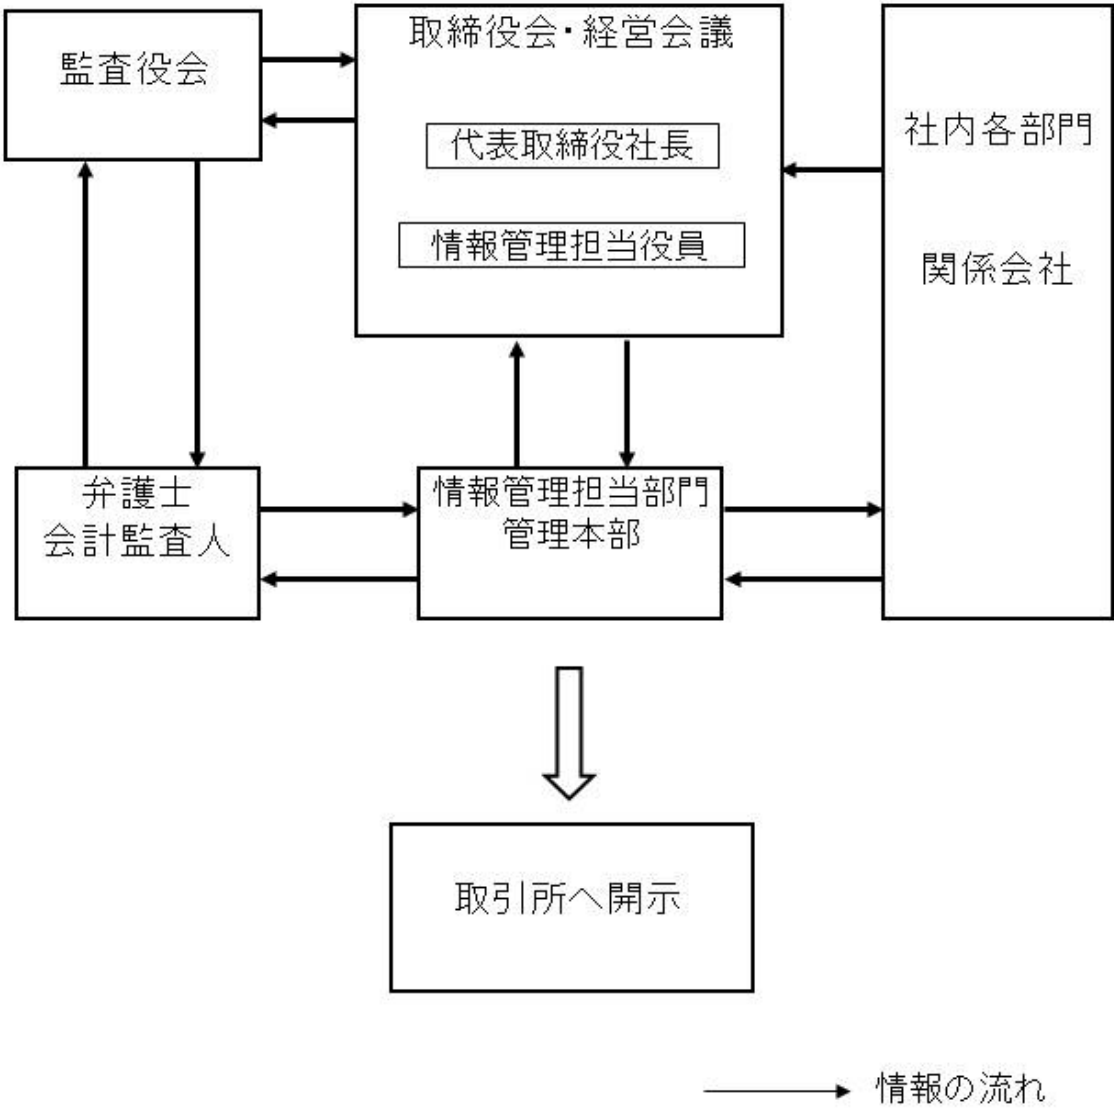 監査役会
取締役会・経営会議
代表取締役社長
情報管理担当役員
社内各部門
関係会社
弁護士
会計監査人
情報管理担当部門
管理本部
取引所へ開示
情報の流れ